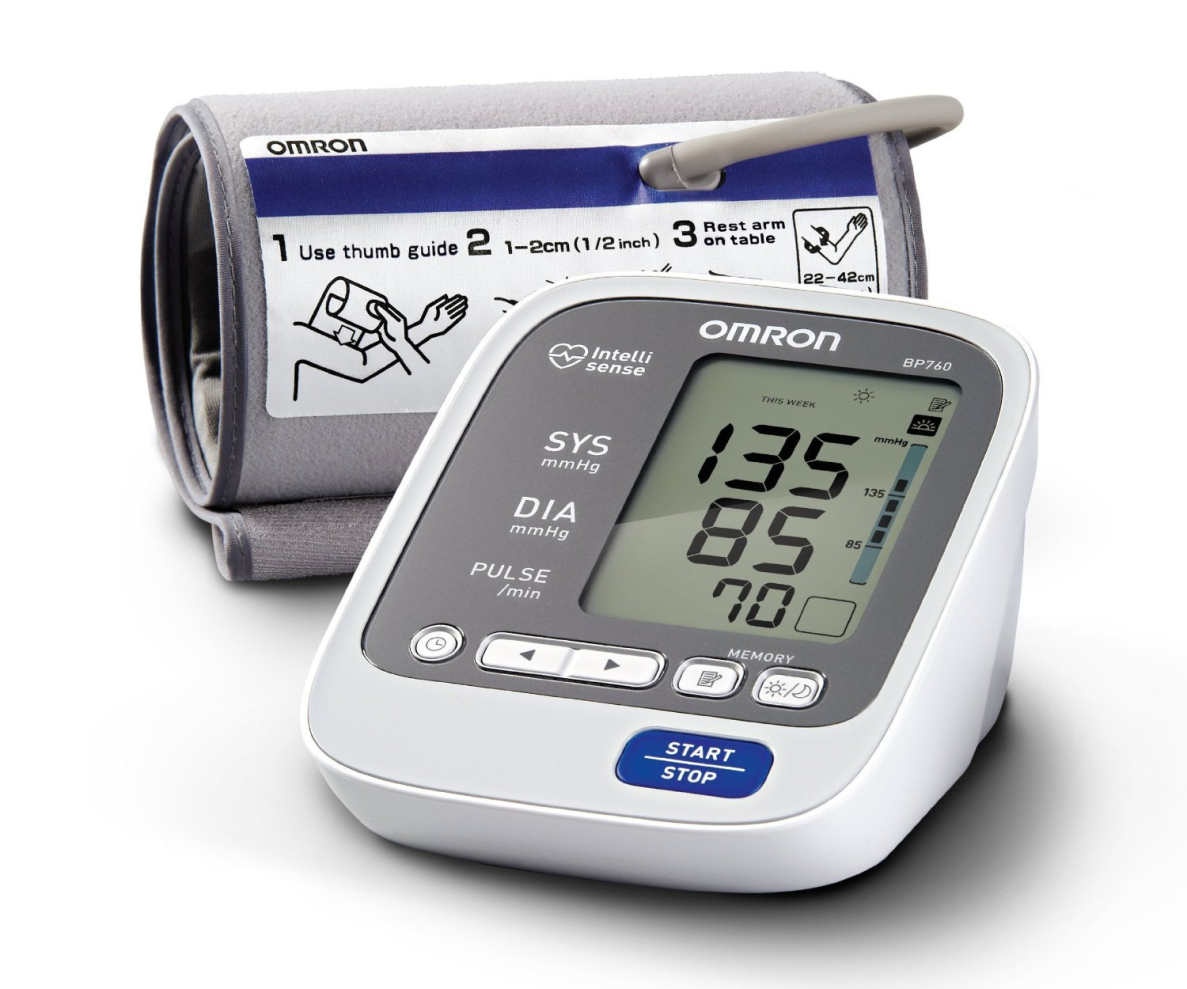 OMRON
1 Use thumb guide 2 1-2cm (1/2 inch) 3 Rest arm
on table
22-42cm
OMRON
BP760
Intelli
sense
THIS WEEK
SYS
mmHg
135
mmHg
135
DIA
mmHg
85
85
PULSE
/min
70
MEMORY
START
STOP